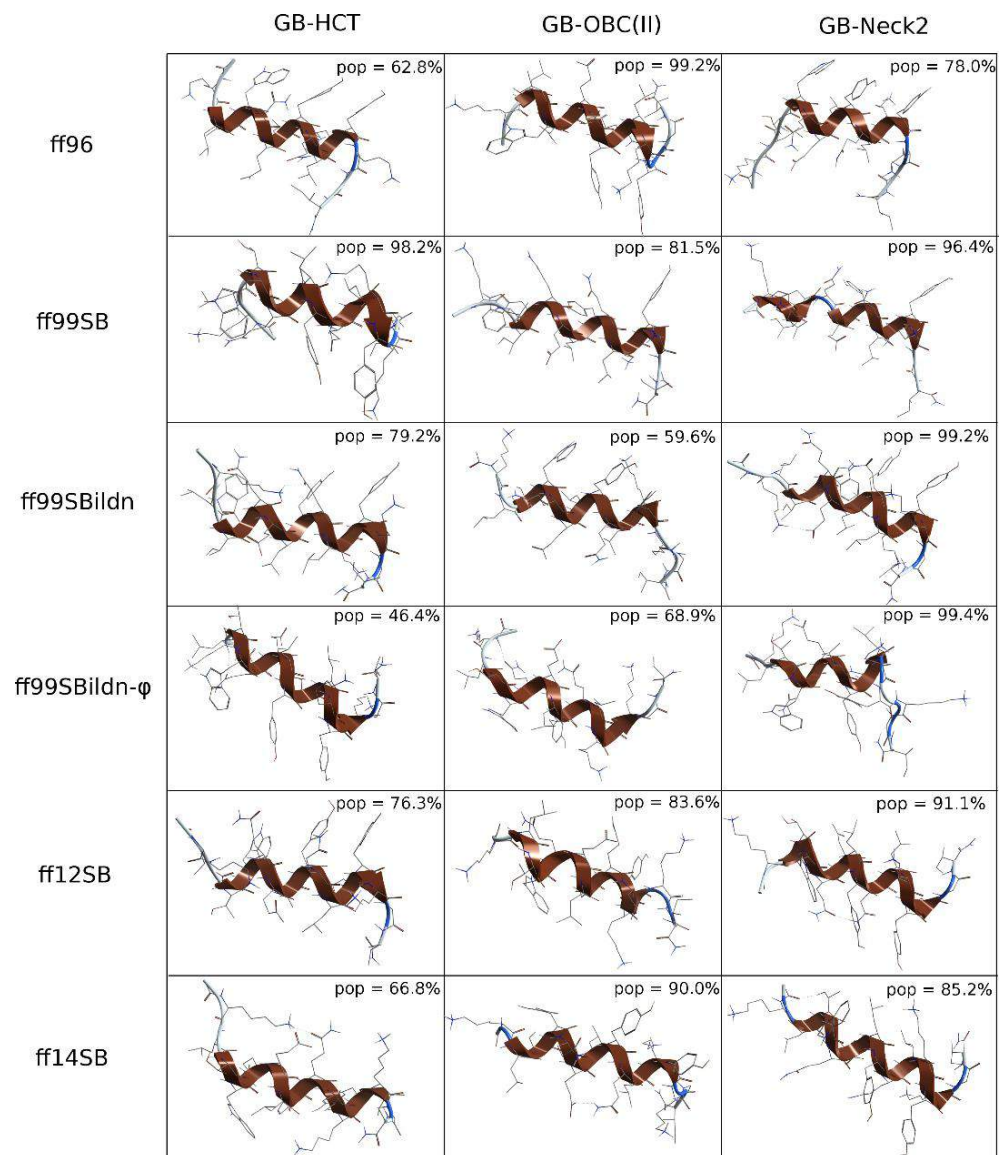 GB-HCT GB-OBC(II) GB-Neck2
ff96 pop = 62.8% pop = 99.2% pop = 78.0%
ff99SB pop = 98.2% pop = 81.5% pop = 96.4%
ff99SBildn pop = 79.2% pop = 59.6% pop = 99.2%
ff99SBildn-φ pop = 46.4% pop = 68.9% pop = 99.4%
ff12SB pop = 76.3% pop = 83.6% pop = 91.1%
ff14SB pop = 66.8% pop = 90.0% pop = 85.2%